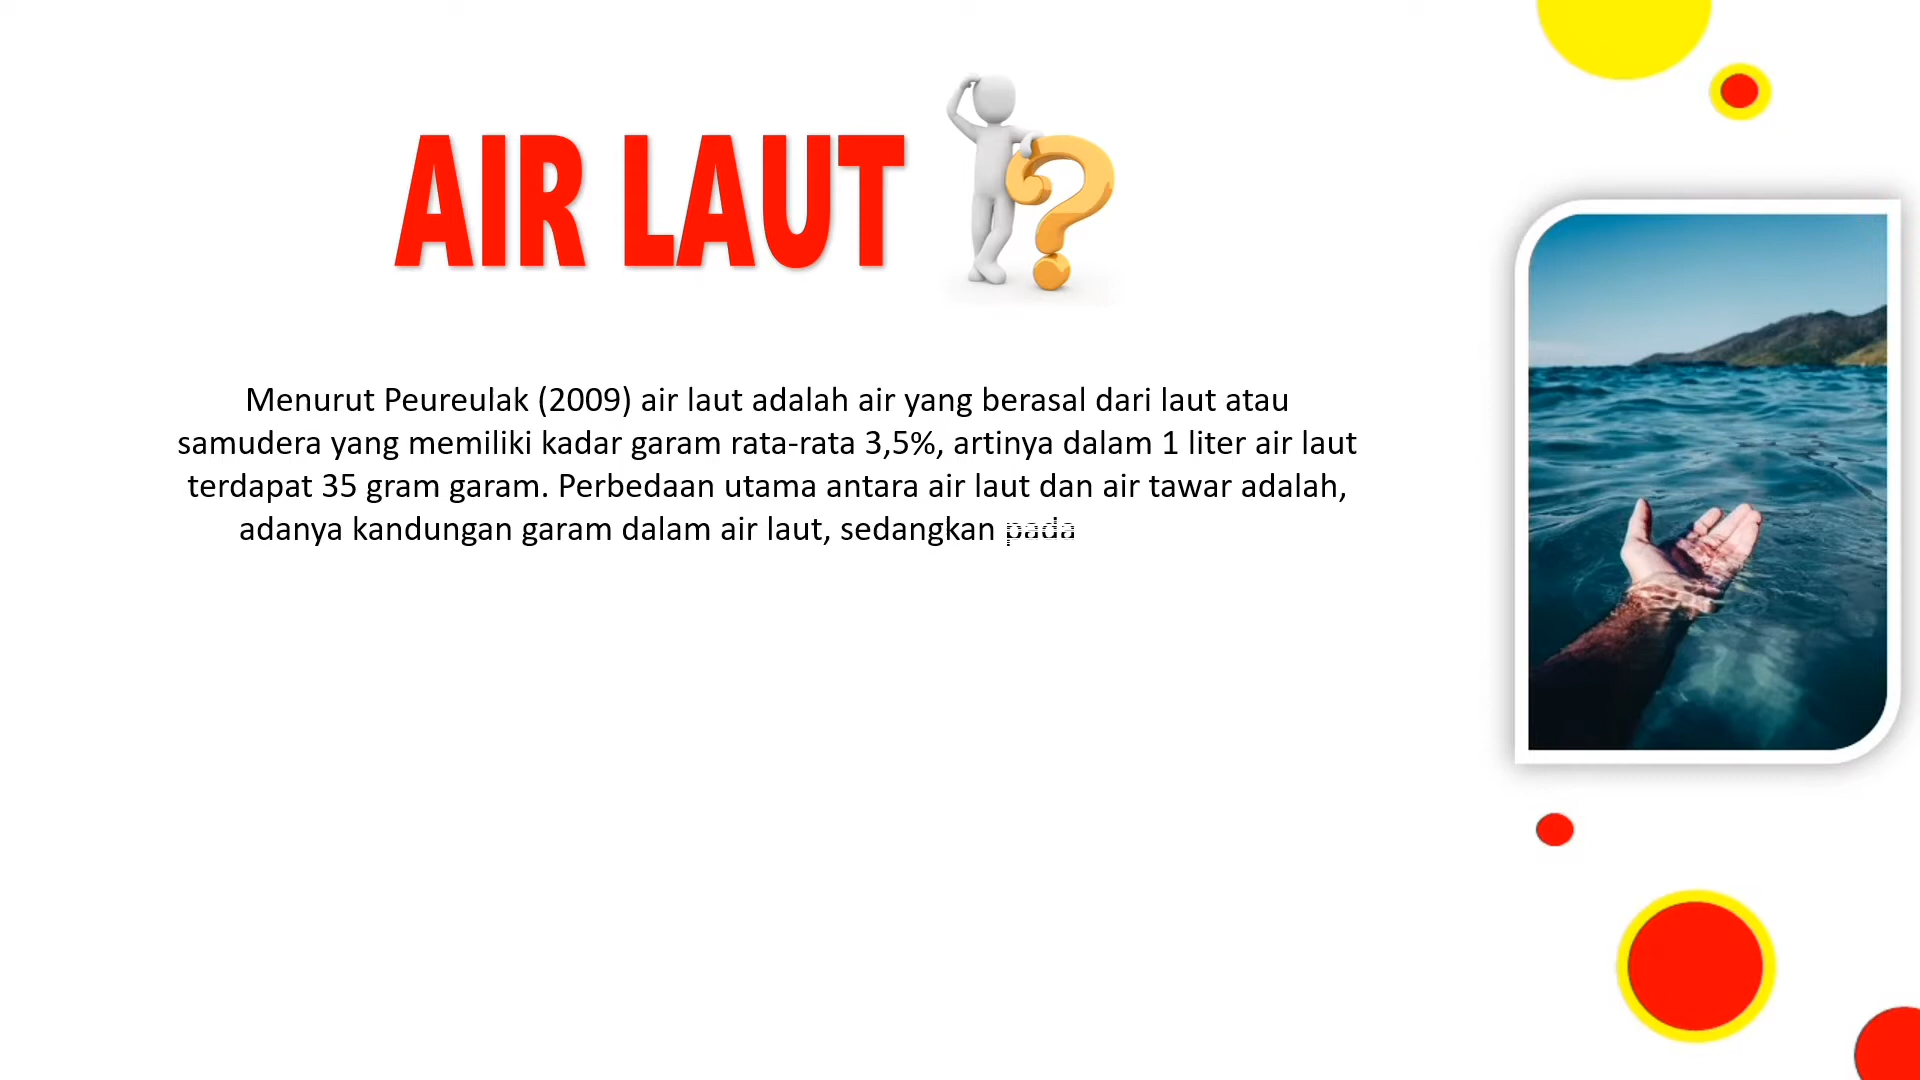 AIR LAUT
Menurut Peureulak (2009) air laut adalah air yang berasal dari laut atau
samudera yang memiliki kadar garam rata-rata 3,5%, artinya dalam 1 liter air laut
terdapat 35 gram garam. Perbedaan utama antara air laut dan air tawar adalah,
adanya kandungan garam dalam air laut, sedangkan pada